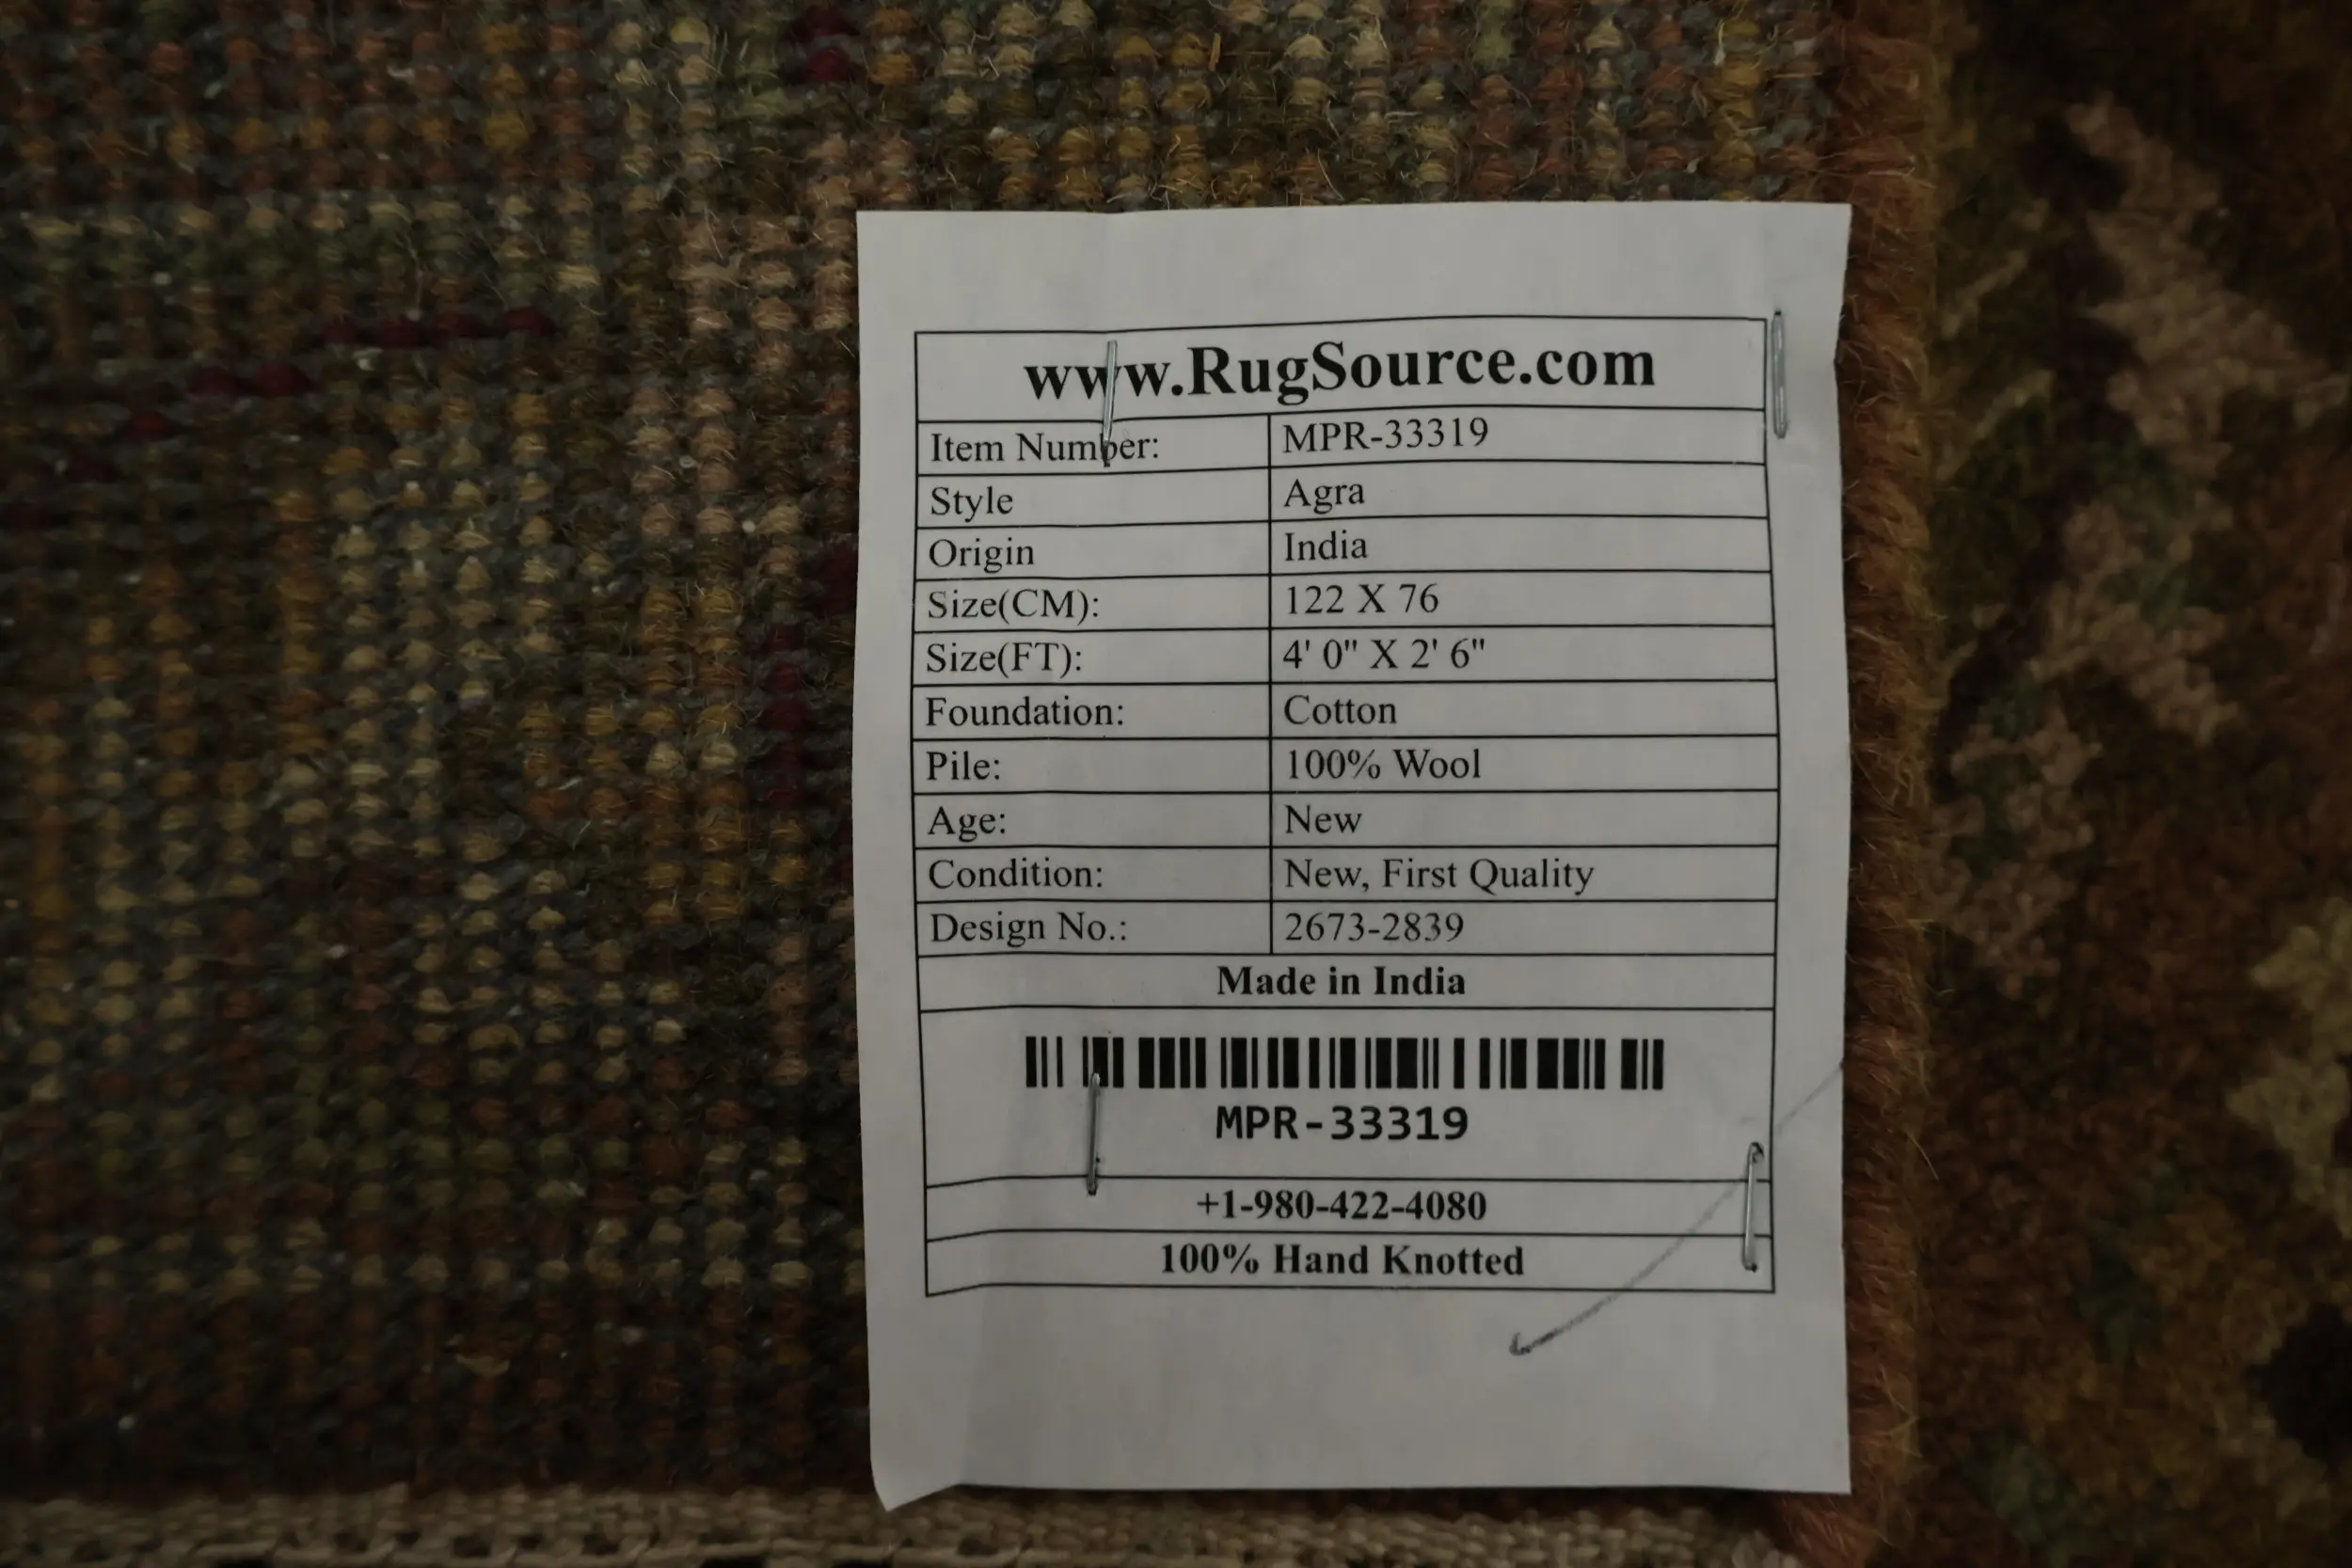 www.RugSource.com
Item Number: MPR-33319
Style Agra
Origin India
Size(CM): 122 X 76
Size(FT): 4' 0" X 2' 6"
Foundation: Cotton
Pile: 100% Wool
Age: New
Condition: New, First Quality
Design No.: 2673-2839
Made in India
MPR-33319
+1-980-422-4080
100% Hand Knotted